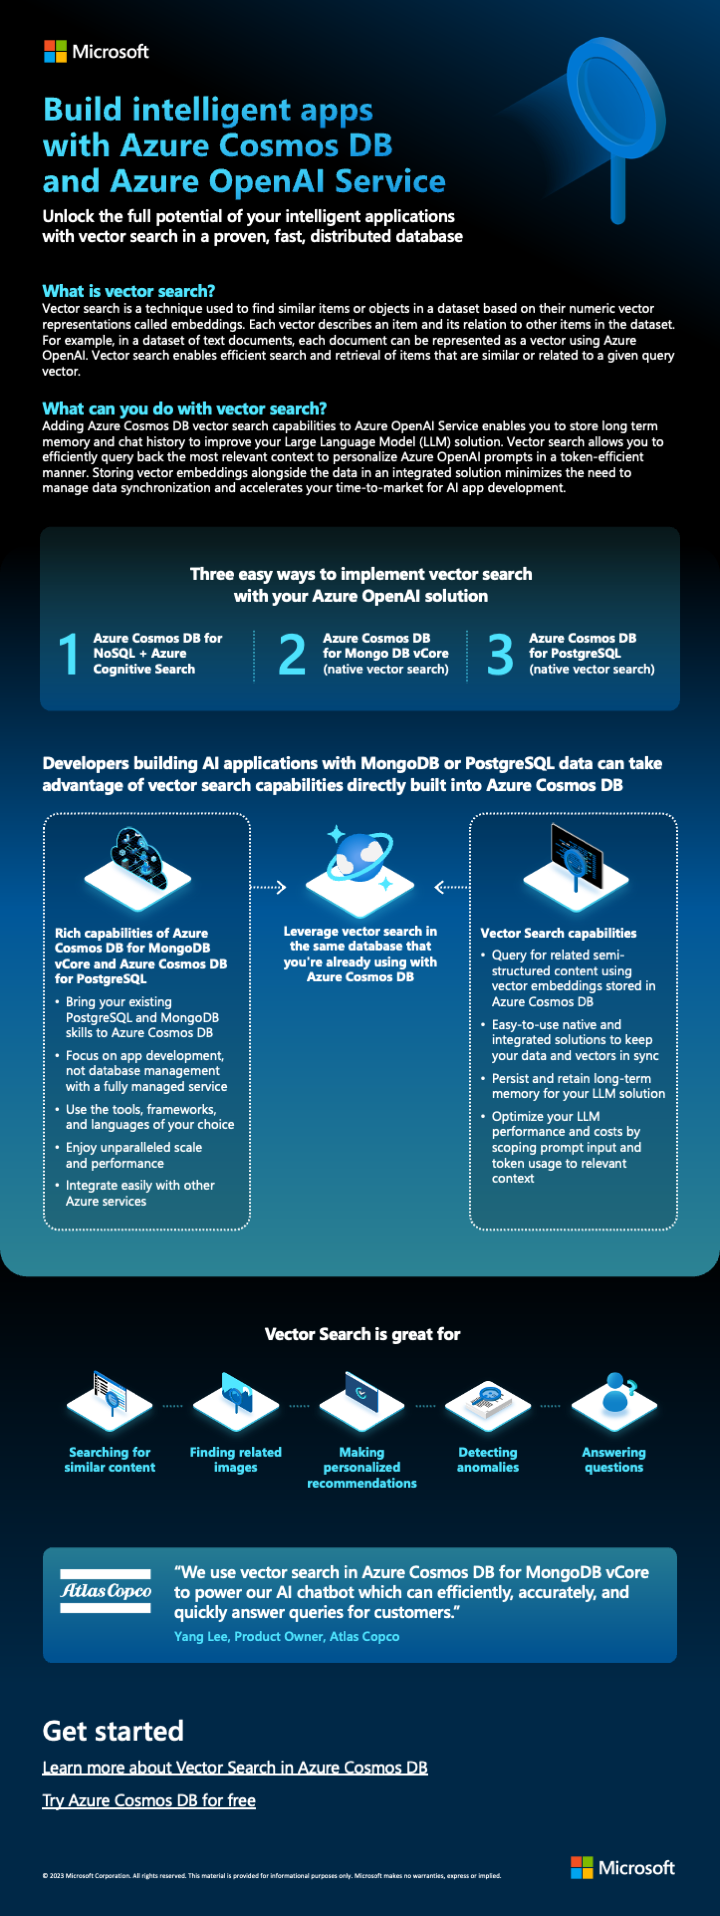 Microsoft
Build intelligent apps
with Azure Cosmos DB
and Azure OpenAI Service
Unlock the full potential of your intelligent applications
with vector search in a proven, fast, distributed database
What is vector search?
Vector search is a technique used to find similar items or objects in a dataset based on their numeric vector
representations called embeddings. Each vector describes an item and its relation to other items in the dataset.
For example, in a dataset of text documents, each document can be represented as a vector using Azure
OpenAI. Vector search enables efficient search and retrieval of items that are similar or related to a given query
vector.
What can you do with vector search?
Adding Azure Cosmos DB vector search capabilities to Azure OpenAI Service enables you to store long term
memory and chat history to improve your Large Language Model (LLM) solution. Vector search allows you to
efficiently query back the most relevant context to personalize Azure OpenAI prompts in a token-efficient
manner. Storing vector embeddings alongside the data in an integrated solution minimizes the need to
manage data synchronization and accelerates your time-to-market for AI app development.
Three easy ways to implement vector search
with your Azure OpenAI solution
1
Azure Cosmos DB for
NoSQL + Azure
Cognitive Search
2
Azure Cosmos DB
for Mongo DB vCore
(native vector search)
3
Azure Cosmos DB
for PostgreSQL
(native vector search)
Developers building AI applications with MongoDB or PostgreSQL data can take
advantage of vector search capabilities directly built into Azure Cosmos DB
Rich capabilities of Azure
Cosmos DB for MongoDB
vCore and Azure Cosmos DB
for PostgreSQL
• Bring your existing
PostgreSQL and MongoDB
skills to Azure Cosmos DB
• Focus on app development,
not database management
with a fully managed service
• Use the tools, frameworks,
and languages of your choice
• Enjoy unparalleled scale
and performance
• Integrate easily with other
Azure services
Leverage vector search in
the same database that
you're already using with
Azure Cosmos DB
Vector Search capabilities
• Query for related semi-
structured content using
vector embeddings stored in
Azure Cosmos DB
• Easy-to-use native and
integrated solutions to keep
your data and vectors in sync
• Persist and retain long-term
memory for your LLM solution
• Optimize your LLM
performance and costs by
scoping prompt input and
token usage to relevant
context
Vector Search is great for
Searching for
similar content
Finding related
images
Making
personalized
recommendations
Detecting
anomalies
Answering
questions
Atlas Copco
“We use vector search in Azure Cosmos DB for MongoDB vCore
to power our AI chatbot which can efficiently, accurately, and
quickly answer queries for customers.”
Yang Lee, Product Owner, Atlas Copco
Get started
Learn more about Vector Search in Azure Cosmos DB
Try Azure Cosmos DB for free
© 2023 Microsoft Corporation. All rights reserved. This material is provided for informational purposes only. Microsoft makes no warranties, express or implied.
Microsoft